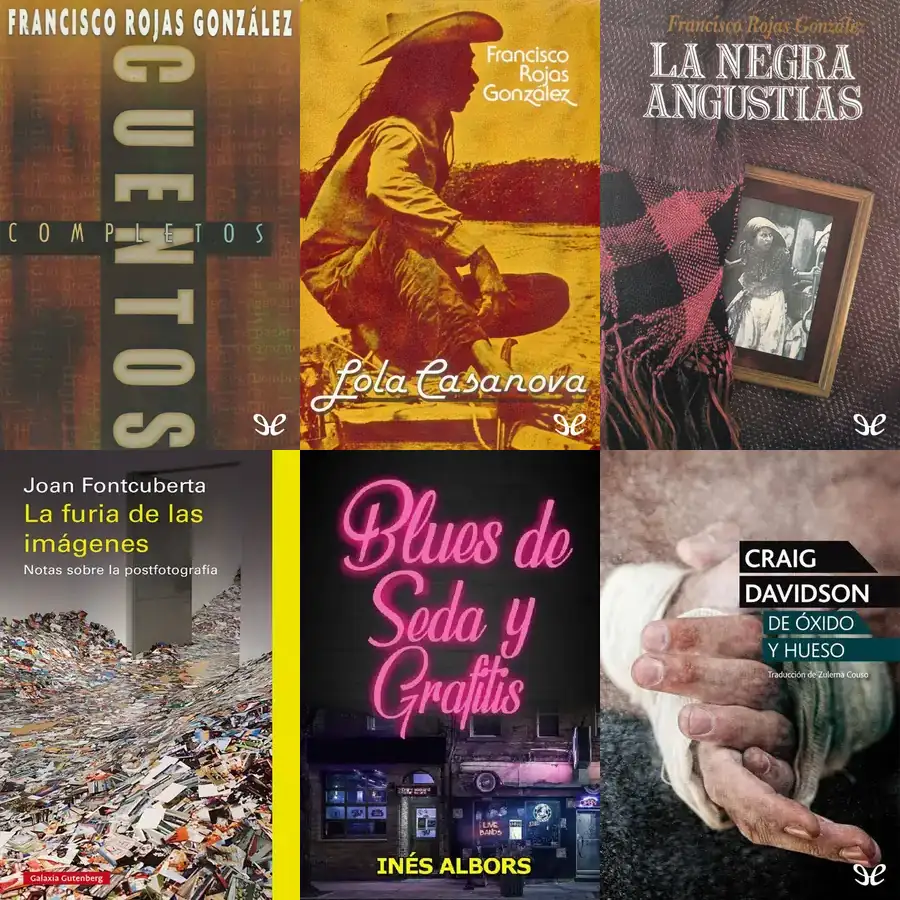 FRANCISCO ROJAS GONZÁLEZ
CUENTOS
COMPLETOS
Francisco
Rojas
González
Lola Casanova
Francisco Rojas Gonzále
LA NEGRA
ANGUSTIAS
Joan Fontcuberta
La furia de las
imágenes
Notas sobre la postfotografía
Galaxia Gutenberg
Blues de
Seda y
Grafitis
LIVE
BANDS
INÉS ALBORS
CRAIG
DAVIDSON
DE ÓXIDO
Y HUESO
Traducción de Zulema Couso